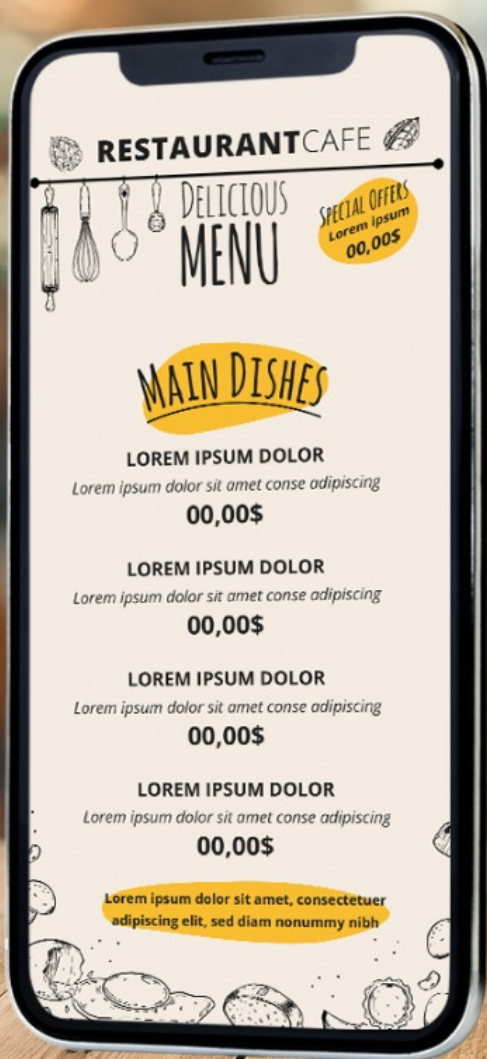 RESTAURANTCAFE
DELICIOUS
MENU
SPECIAL OFFERS
Lorem ipsum
00,00$
MAIN DISHES
LOREM IPSUM DOLOR
Lorem ipsum dolor sit amet conse adipiscing
00,00$
LOREM IPSUM DOLOR
Lorem ipsum dolor sit amet conse adipiscing
00,00$
LOREM IPSUM DOLOR
Lorem ipsum dolor sit amet conse adipiscing
00,00$
LOREM IPSUM DOLOR
Lorem ipsum dolor sit amet conse adipiscing
00,00$
Lorem ipsum dolor sit amet, consectetuer
adipiscing elit, sed diam nonummy nibh